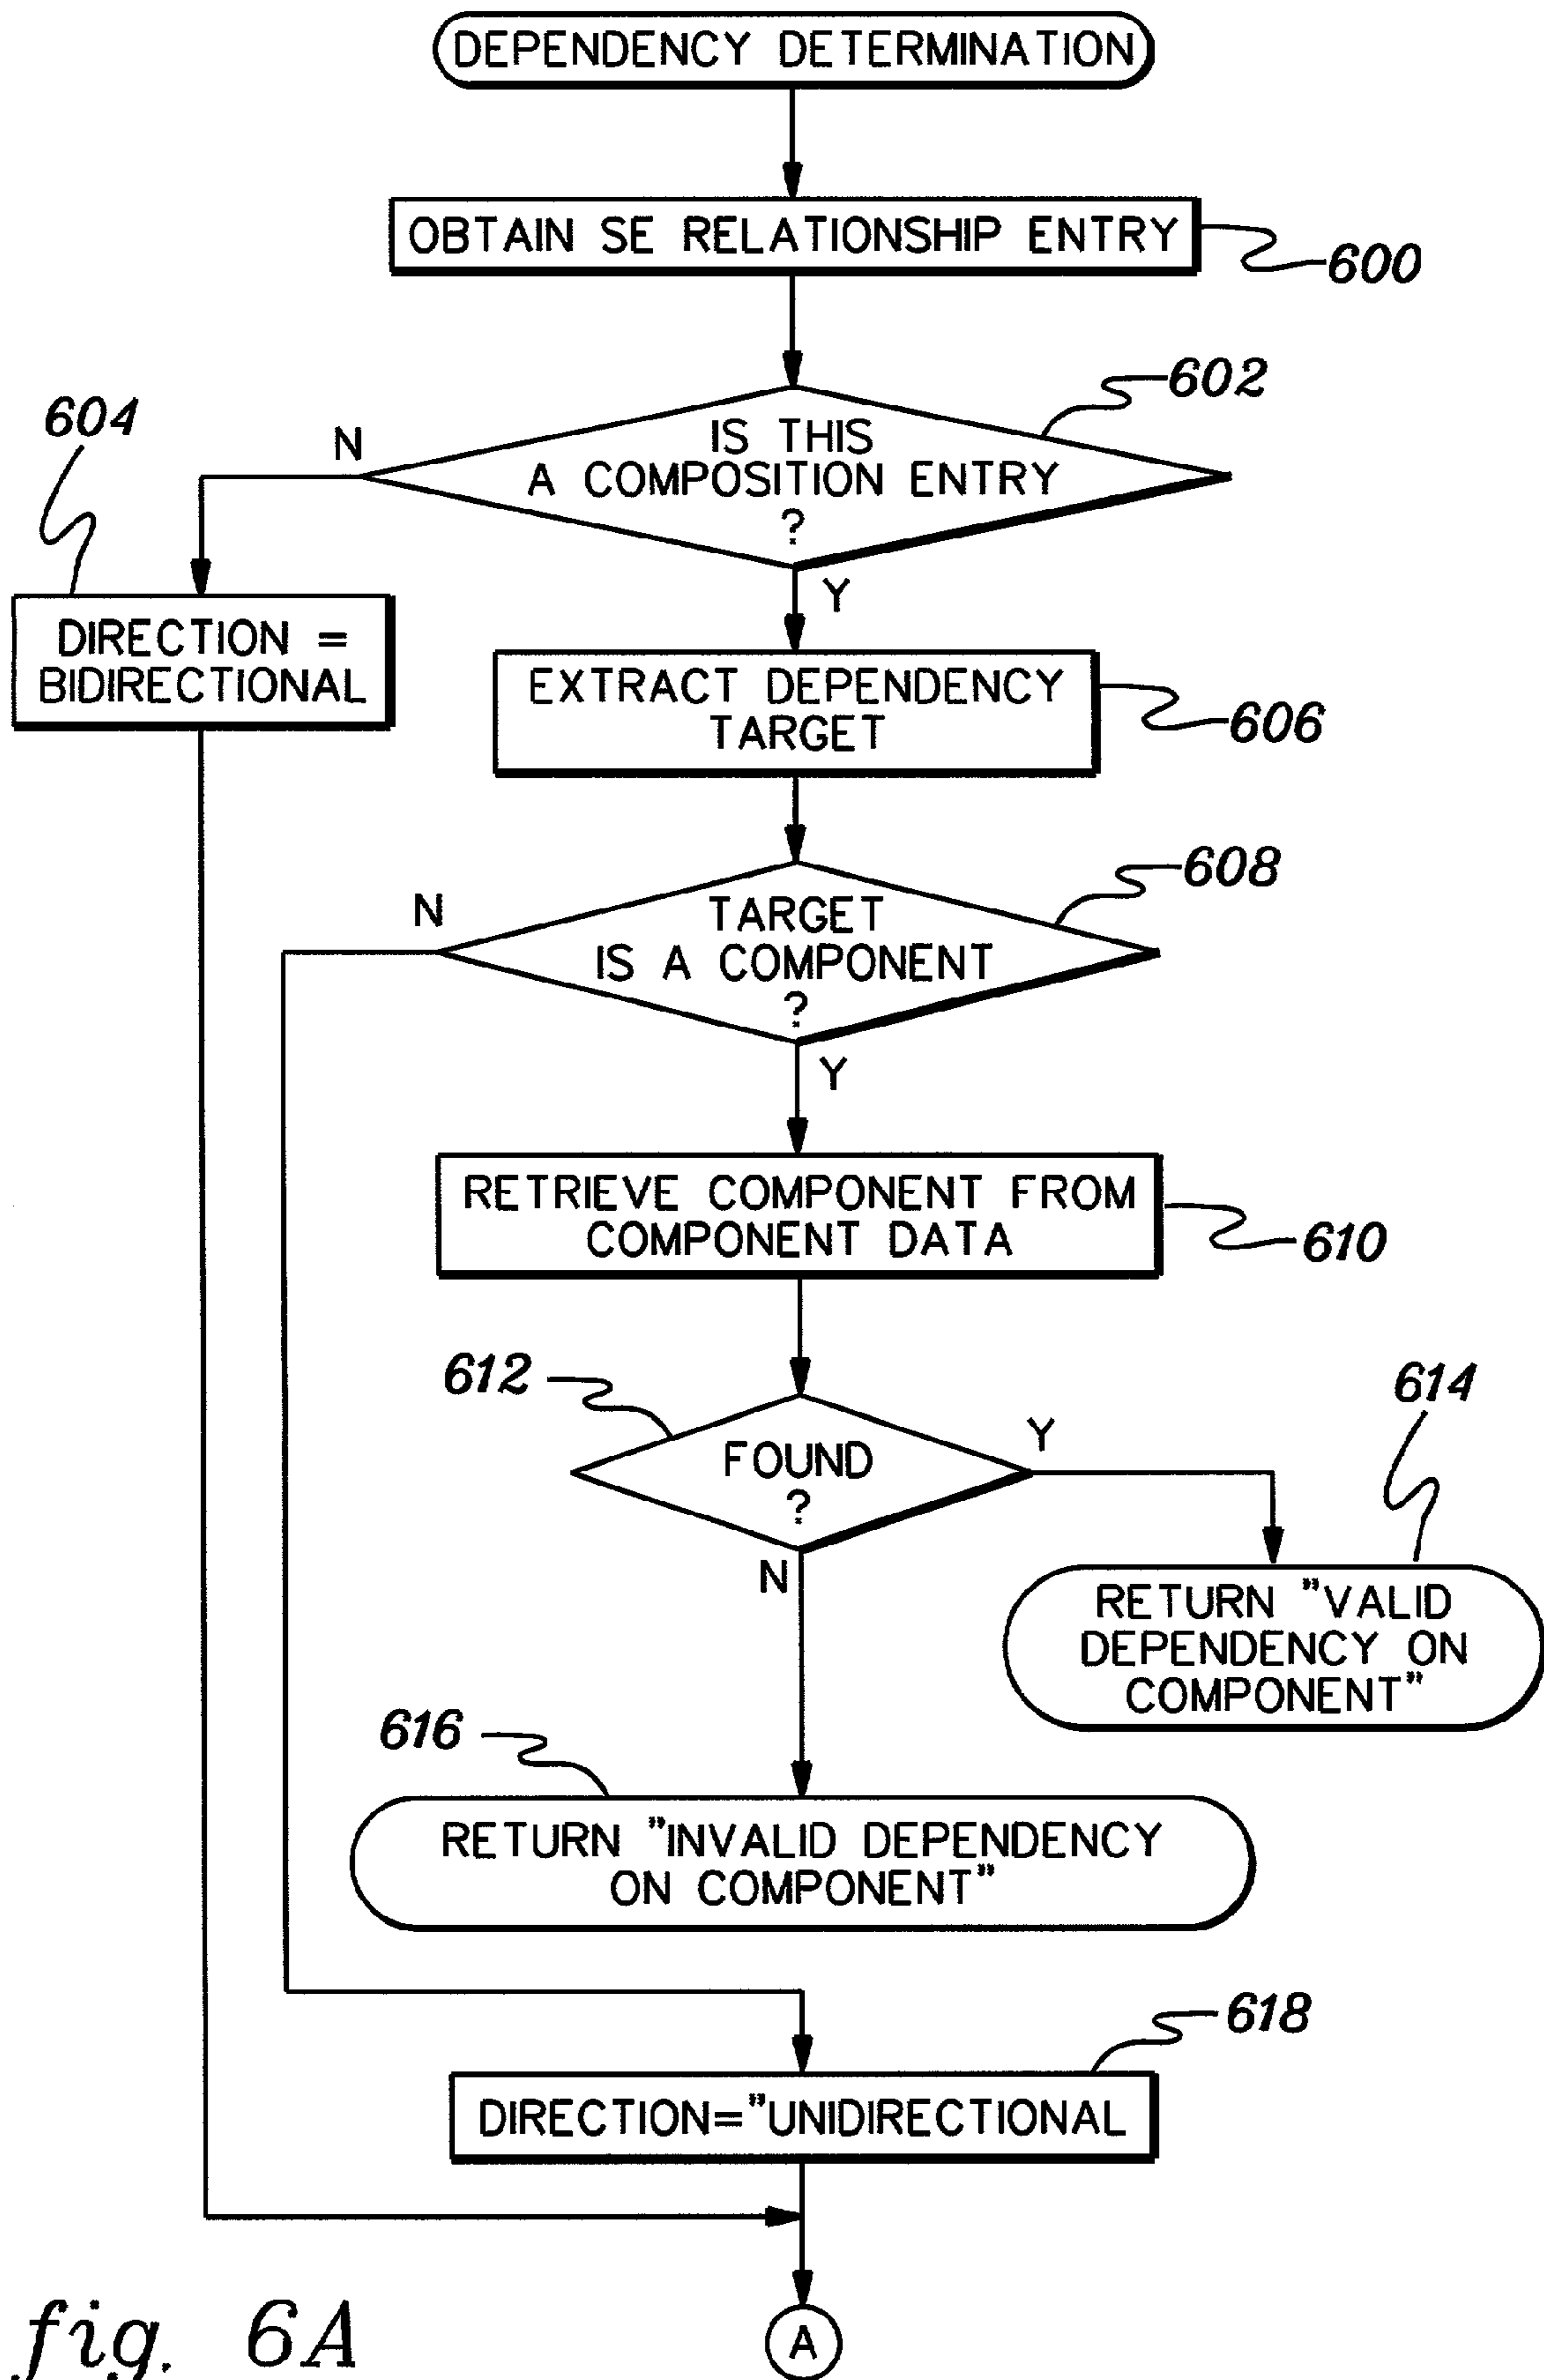 DEPENDENCY DETERMINATION
OBTAIN SE RELATIONSHIP ENTRY
600
602
604
N
IS THIS
A COMPOSITION ENTRY
?
Y
DIRECTION =
BIDIRECTIONAL
EXTRACT DEPENDENCY
TARGET
606
608
N
TARGET
IS A COMPONENT
?
Y
RETRIEVE COMPONENT FROM
COMPONENT DATA
610
612
614
Y
FOUND
?
N
RETURN "VALID
DEPENDENCY ON
COMPONENT"
616
RETURN "INVALID DEPENDENCY
ON COMPONENT"
618
DIRECTION="UNIDIRECTIONAL
A
fig. 6A